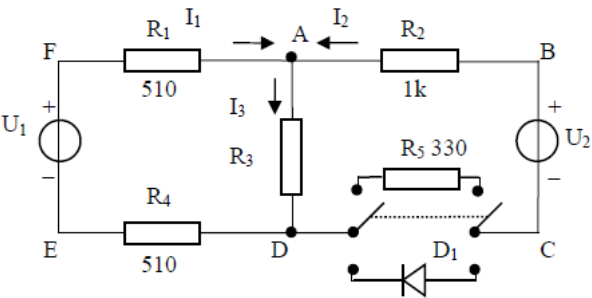 I₁
I₂
F
R₁
A
R₂
B
510
1k
I₃
+
U₁
−
R₃
R₅ 330
+
U₂
−
R₄
E
510
D
D₁
C